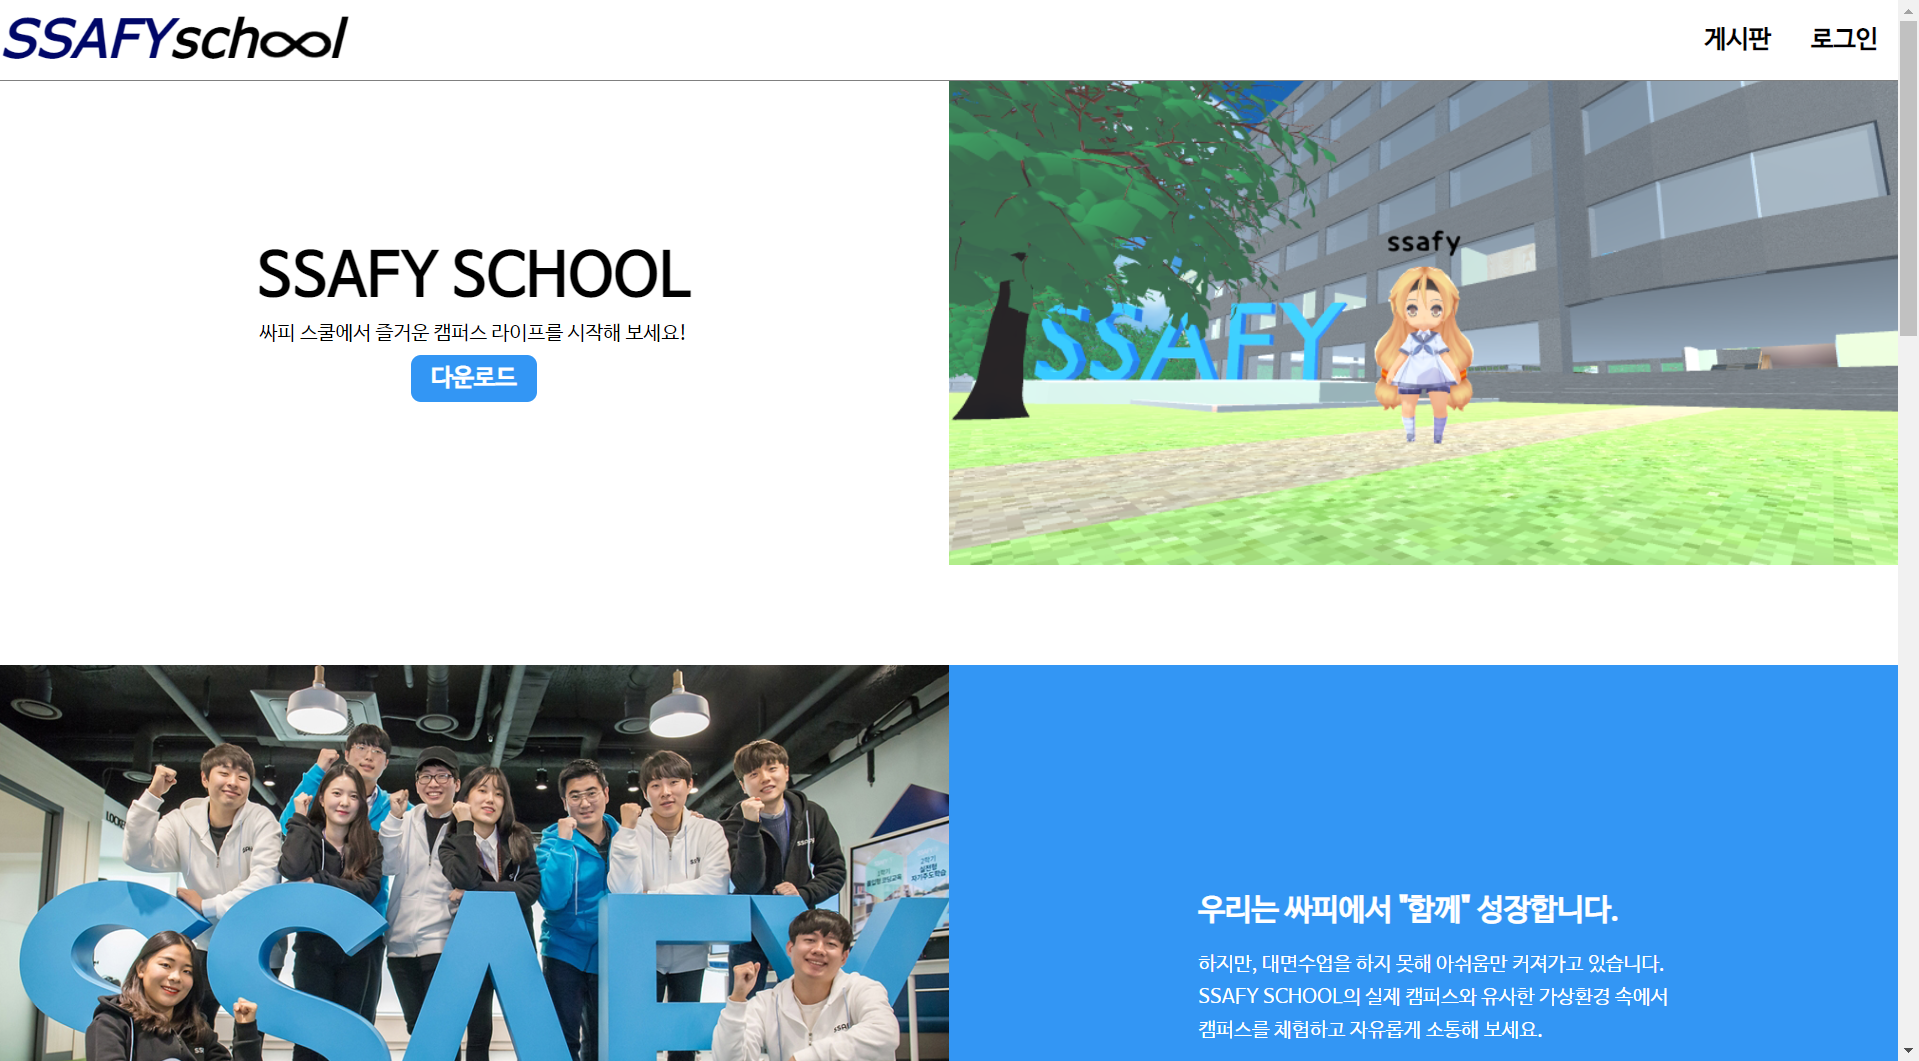 SSAFYschool
게시판 로그인
SSAFY SCHOOL
싸피 스쿨에서 즐거운 캠퍼스 라이프를 시작해 보세요!
다운로드
ssafy
SSAFY
SSAFY
우리는 싸피에서 "함께" 성장합니다.
하지만, 대면수업을 하지 못해 아쉬움만 커져가고 있습니다.
SSAFY SCHOOL의 실제 캠퍼스와 유사한 가상환경 속에서
캠퍼스를 체험하고 자유롭게 소통해 보세요.